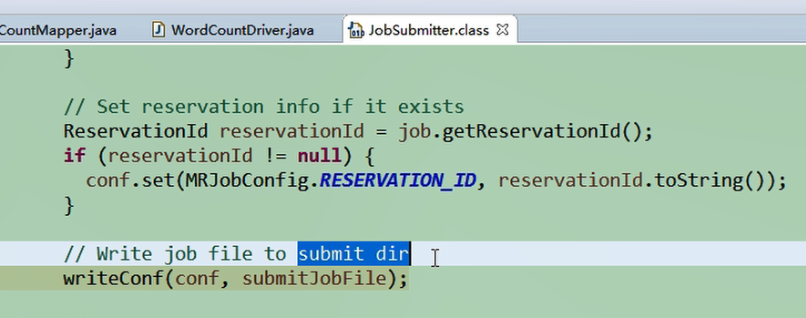 CountMapper.java WordCountDriver.java JobSubmitter.class
}
// Set reservation info if it exists
ReservationId reservationId = job.getReservationId();
if (reservationId != null) {
conf.set(MRJobConfig.RESERVATION_ID, reservationId.toString());
}
// Write job file to submit dir
writeConf(conf, submitJobFile);